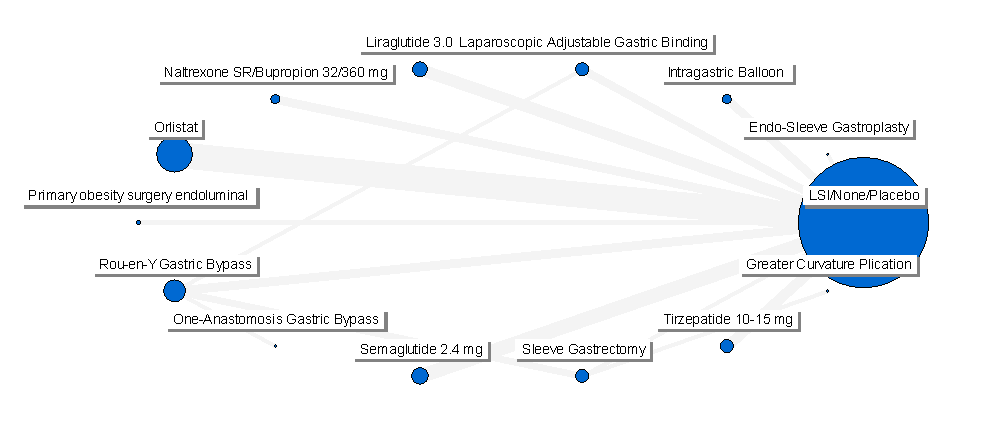 Liraglutide 3.0
Laparoscopic Adjustable Gastric Binding
Naltrexone SR/Bupropion 32/360 mg
Intragastric Balloon
Orlistat
Endo-Sleeve Gastroplasty
Primary obesity surgery endoluminal
LSI/None/Placebo
Rou-en-Y Gastric Bypass
Greater Curvature Plication
One-Anastomosis Gastric Bypass
Tirzepatide 10-15 mg
Semaglutide 2.4 mg
Sleeve Gastrectomy